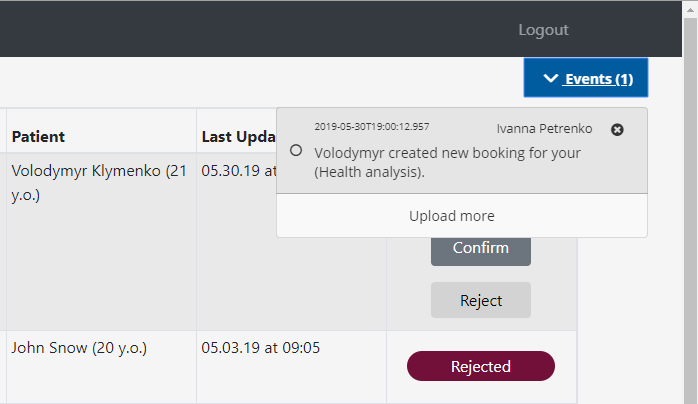 Logout
Events (1)
Patient
Last Upda
2019-05-30T19:00:12.957
Ivanna Petrenko
Volodymyr created new booking for your
(Health analysis).
Upload more
Volodymyr Klymenko (21
y.o.)
05.30.19 at
Confirm
Reject
John Snow (20 y.o.)
05.03.19 at 09:05
Rejected